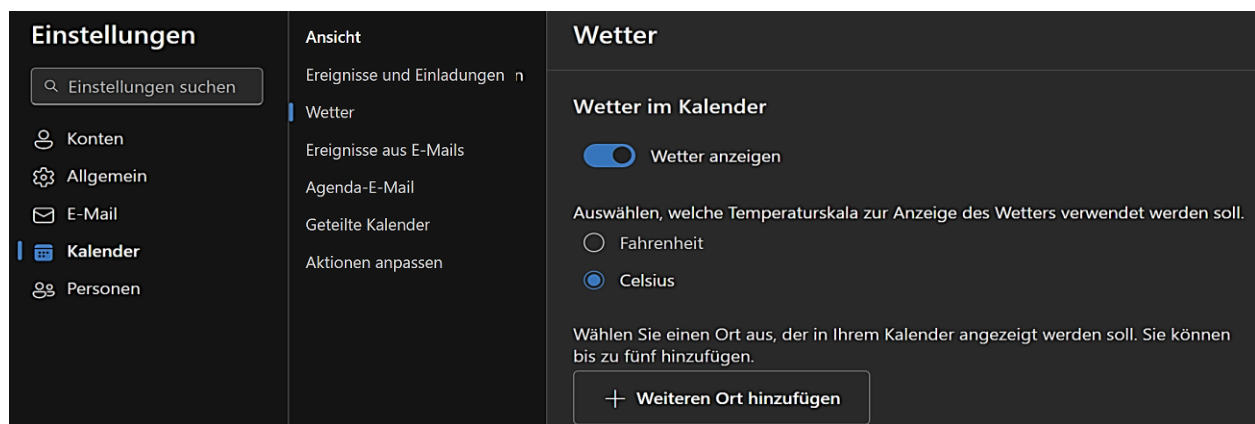 Einstellungen
Einstellungen suchen
Konten
Allgemein
E-Mail
Kalender
Personen
Ansicht
Ereignisse und Einladungen n
Wetter
Ereignisse aus E-Mails
Agenda-E-Mail
Geteilte Kalender
Aktionen anpassen
Wetter
Wetter im Kalender
Wetter anzeigen
Auswählen, welche Temperaturskala zur Anzeige des Wetters verwendet werden soll.
Fahrenheit
Celsius
Wählen Sie einen Ort aus, der in Ihrem Kalender angezeigt werden soll. Sie können
bis zu fünf hinzufügen.
Weiteren Ort hinzufügen